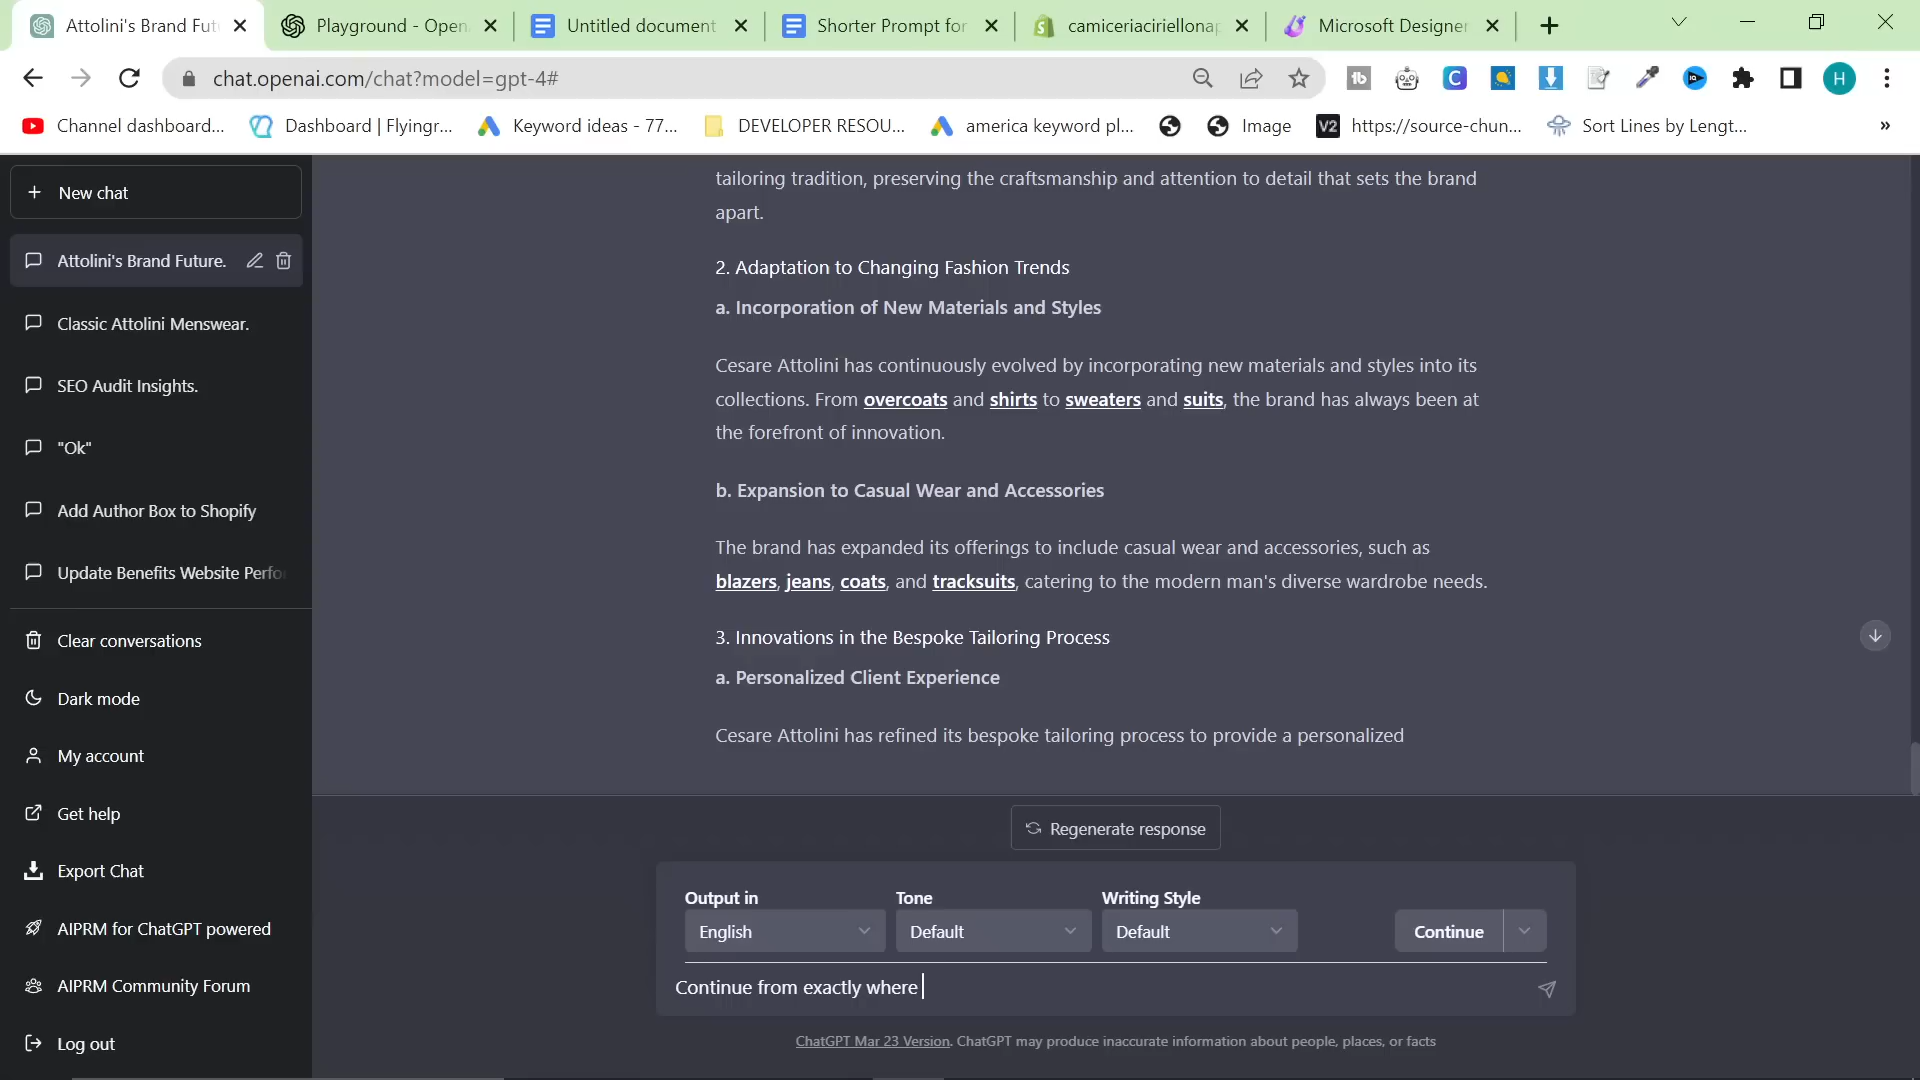 Attolini's Brand Fut
Playground - Open
Untitled document
Shorter Prompt for
camiceriaciriellonap
Microsoft Designer
chat.openai.com/chat?model=gpt-4#
tb
C
H
Channel dashboard...
Dashboard | Flyingr...
Keyword ideas - 77...
DEVELOPER RESOU...
america keyword pl...
Image
V2
https://source-chun...
Sort Lines by Lengt...
»
New chat
Attolini's Brand Future.
Classic Attolini Menswear.
SEO Audit Insights.
"Ok"
Add Author Box to Shopify
Update Benefits Website Perfo
Clear conversations
Dark mode
My account
Get help
Export Chat
AIPRM for ChatGPT powered
AIPRM Community Forum
Log out
tailoring tradition, preserving the craftsmanship and attention to detail that sets the brand
apart.
2. Adaptation to Changing Fashion Trends
a. Incorporation of New Materials and Styles
Cesare Attolini has continuously evolved by incorporating new materials and styles into its
collections. From overcoats and shirts to sweaters and suits, the brand has always been at
the forefront of innovation.
b. Expansion to Casual Wear and Accessories
The brand has expanded its offerings to include casual wear and accessories, such as
blazers, jeans, coats, and tracksuits, catering to the modern man's diverse wardrobe needs.
3. Innovations in the Bespoke Tailoring Process
a. Personalized Client Experience
Cesare Attolini has refined its bespoke tailoring process to provide a personalized
Regenerate response
Output in
Tone
Writing Style
English
Default
Default
Continue
Continue from exactly where
ChatGPT Mar 23 Version. ChatGPT may produce inaccurate information about people, places, or facts